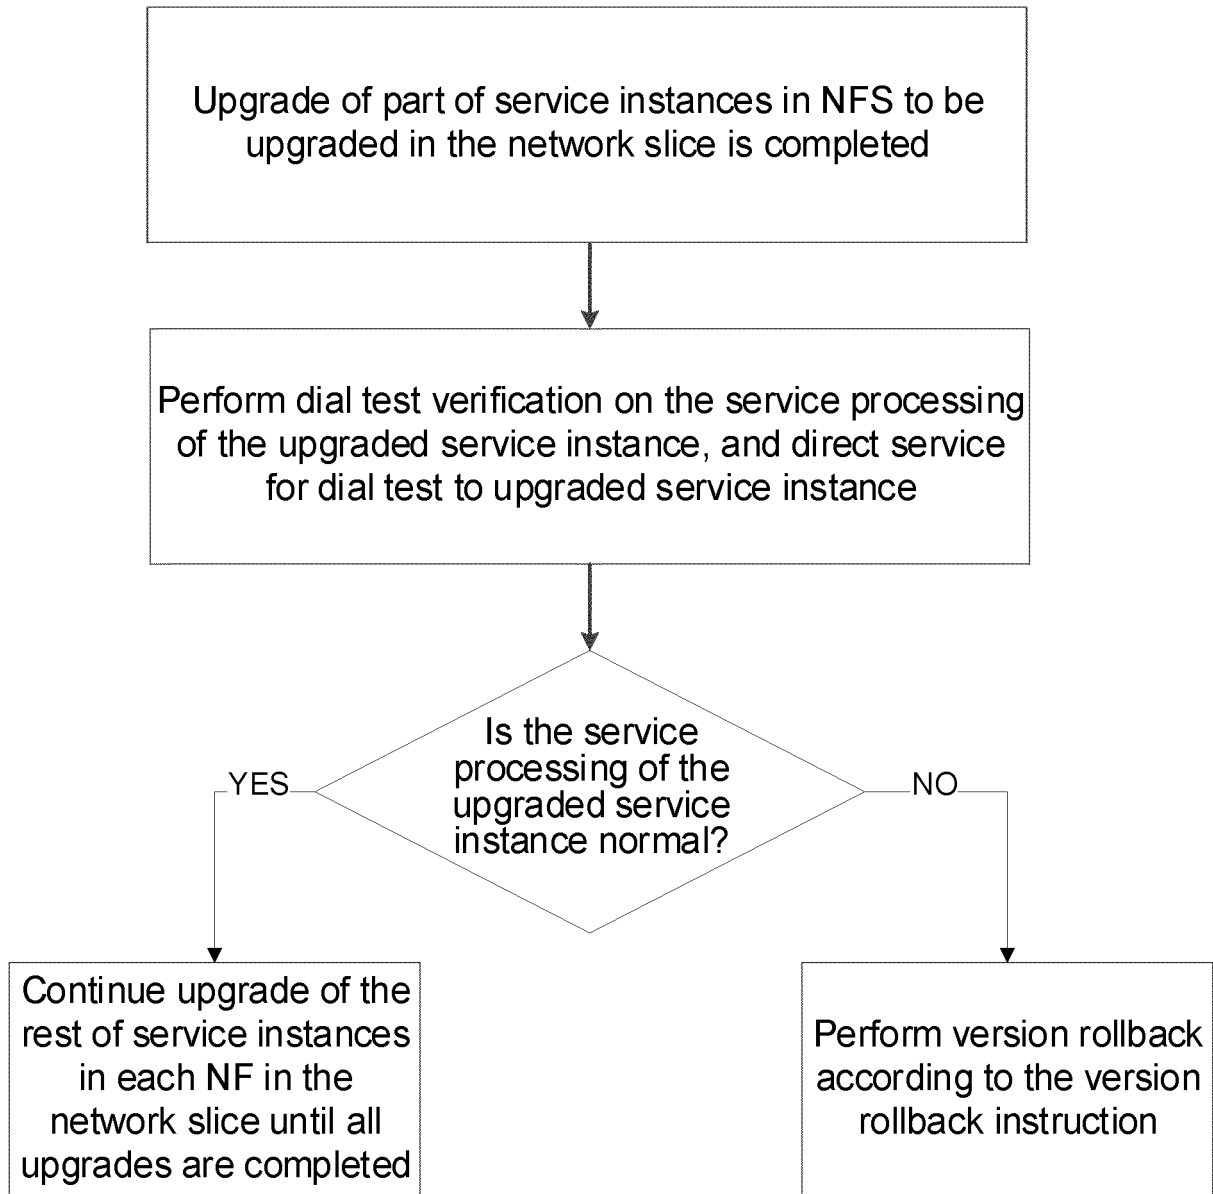 Upgrade of part of service instances in NFS to be
upgraded in the network slice is completed
Perform dial test verification on the service processing
of the upgraded service instance, and direct service
for dial test to upgraded service instance
Is the service
processing of the
upgraded service
instance normal?
YES
NO
Continue upgrade of the
rest of service instances
in each NF in the
network slice until all
upgrades are completed
Perform version rollback
according to the version
rollback instruction